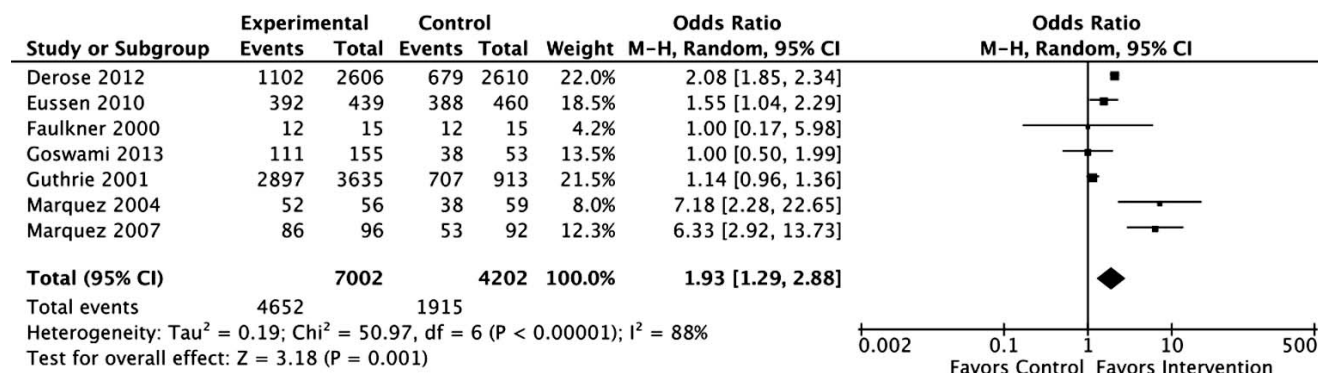 Experimental Control Odds Ratio Odds Ratio
Study or Subgroup Events Total Events Total Weight M-H, Random, 95% CI M-H, Random, 95% CI
Derose 2012 1102 2606 679 2610 22.0% 2.08 [1.85, 2.34]
Eussen 2010 392 439 388 460 18.5% 1.55 [1.04, 2.29]
Faulkner 2000 12 15 12 15 4.2% 1.00 [0.17, 5.98]
Goswami 2013 111 155 38 53 13.5% 1.00 [0.50, 1.99]
Guthrie 2001 2897 3635 707 913 21.5% 1.14 [0.96, 1.36]
Marquez 2004 52 56 38 59 8.0% 7.18 [2.28, 22.65]
Marquez 2007 86 96 53 92 12.3% 6.33 [2.92, 13.73]
Total (95% CI) 7002 4202 100.0% 1.93 [1.29, 2.88]
Total events 4652 1915
Heterogeneity: Tau² = 0.19; Chi² = 50.97, df = 6 (P < 0.00001); I² = 88%
Test for overall effect: Z = 3.18 (P = 0.001)
0.002 0.1 1 10 500
Favors Control Favors Intervention